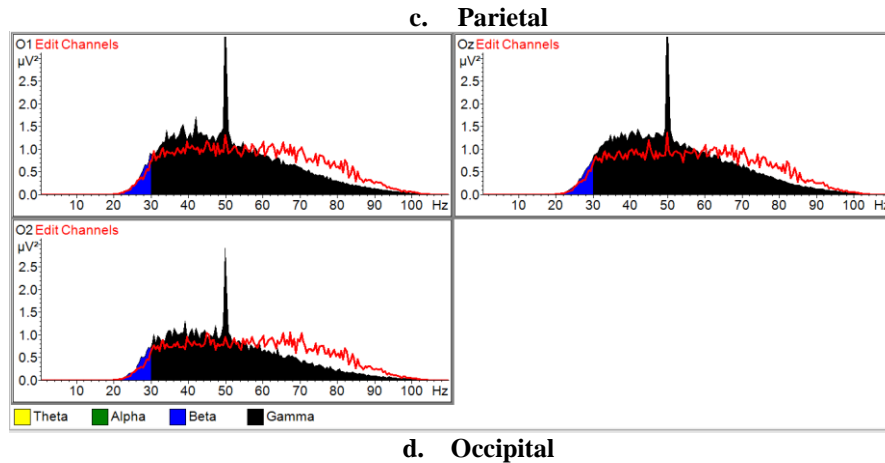 c. Parietal
O1 Edit Channels
µV²
2.5
2.0
1.5
1.0
0.5
0.0
10 20 30 40 50 60 70 80 90 100 Hz
Oz Edit Channels
µV²
2.5
2.0
1.5
1.0
0.5
0.0
10 20 30 40 50 60 70 80 90 100 Hz
O2 Edit Channels
µV²
2.5
2.0
1.5
1.0
0.5
0.0
10 20 30 40 50 60 70 80 90 100 Hz
Theta Alpha Beta Gamma
d. Occipital